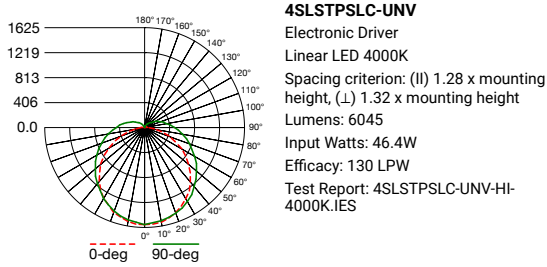 4SLSTPSLC-UNV
Electronic Driver
Linear LED 4000K
Spacing criterion: (II) 1.28 x mounting
height, (⊥) 1.32 x mounting height
Lumens: 6045
Input Watts: 46.4W
Efficacy: 130 LPW
Test Report: 4SLSTPSLC-UNV-HI-
4000K.IES
1625
1219
813
406
0.0
180°
170°
160°
150°
140°
130°
120°
110°
100°
90°
80°
70°
60°
50°
40°
30°
20°
10°
0°
0-deg
90-deg